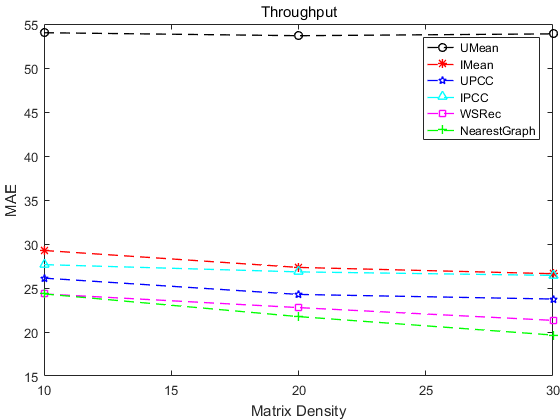 Throughput
55
50
45
40
35
30
25
20
15
MAE
10
15
20
25
30
Matrix Density
UMean
IMean
UPCC
IPCC
WSRec
NearestGraph